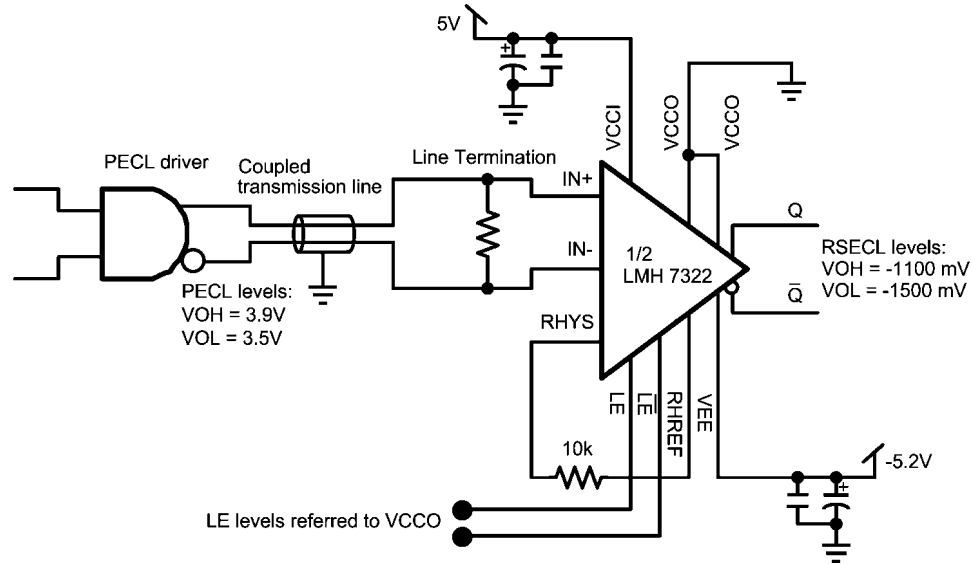 5V
VCCI
VCCO
VCCO
PECL driver
Coupled
transmission line
Line Termination
IN+
IN-
1/2
LMH 7322
Q
RSECL levels:
VOH = -1100 mV
VOL = -1500 mV
Q̅
PECL levels:
VOH = 3.9V
VOL = 3.5V
RHYS
LE
L̅E̅
RHREF
VEE
10k
-5.2V
LE levels referred to VCCO